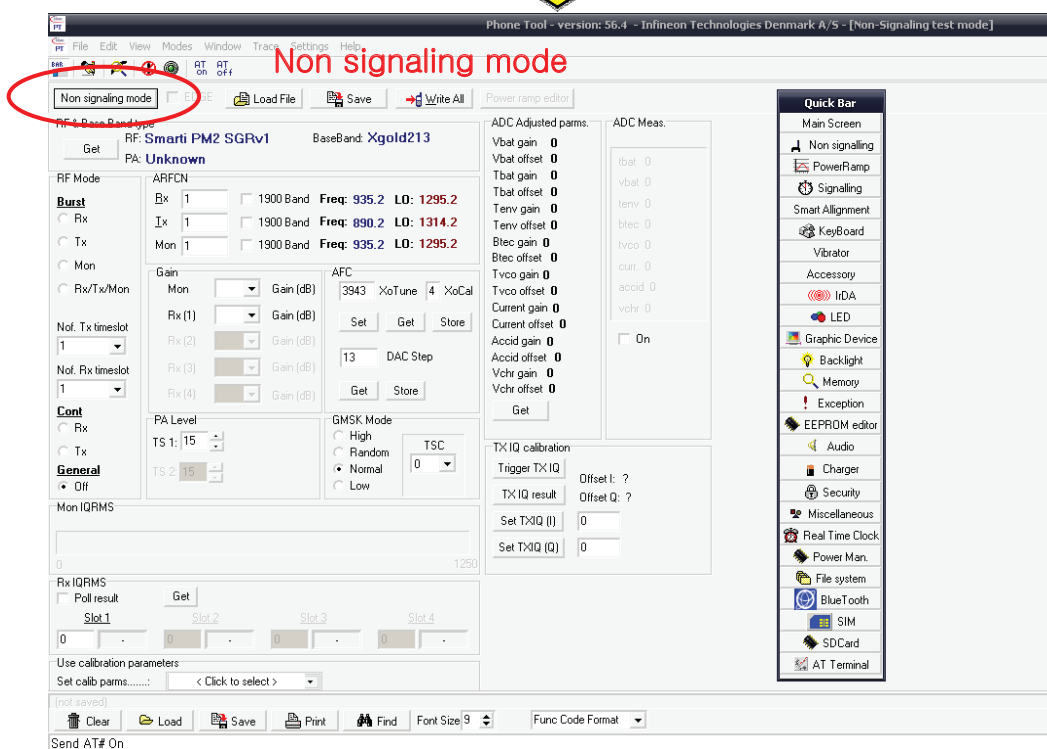 Phone Tool - version: 56.4 - Infineon Technologies Denmark A/S - [Non-Signaling test mode]
File Edit View Modes Window Trace Settings Help
BAR AT on AT off
Non signaling mode
Non signaling mode EDGE Load File Save Write All Power ramp editor
RF & Base Band type
Get RF: Smarti PM2 SGRv1 BaseBand: Xgold213
PA: Unknown
RF Mode
Burst
Rx
Tx
Mon
Rx/Tx/Mon
Nof. Tx timeslot
1
Nof. Rx timeslot
1
Cont
Rx
Tx
General
Off
ARFCN
Rx 1 1900 Band Freq: 935.2 LO: 1295.2
Tx 1 1900 Band Freq: 890.2 LO: 1314.2
Mon 1 1900 Band Freq: 935.2 LO: 1295.2
Gain
Mon Gain (dB)
Rx (1) Gain (dB)
Rx (2) Gain (dB)
Rx (3) Gain (dB)
Rx (4) Gain (dB)
AFC
3943 XoTune 4 XoCal
Set Get Store
13 DAC Step
Get Store
PA Level
TS 1: 15
TS 2: 15
GMSK Mode
High
Random
Normal
Low
TSC
0
Mon IQRMS
0 1250
Rx IQRMS
Poll result Get
Slot 1 Slot 2 Slot 3 Slot 4
0 . 0 . 0 . 0 .
Use calibration parameters
Set calib parms......: < Click to select >
ADC Adjusted parms.
Vbat gain 0
Vbat offset 0
Tbat gain 0
Tbat offset 0
Tenv gain 0
Tenv offset 0
Btec gain 0
Btec offset 0
Tvco gain 0
Tvco offset 0
Current gain 0
Current offset 0
Accid gain 0
Accid offset 0
Vchr gain 0
Vchr offset 0
Get
ADC Meas.
tbat 0
vbat 0
tenv 0
btec 0
tvco 0
curr. 0
accid 0
vchr 0
On
TX IQ calibration
Trigger TX IQ
Offset I: ?
TX IQ result Offset Q: ?
Set TXIQ (I) 0
Set TXIQ (Q) 0
Quick Bar
Main Screen
Non signalling
PowerRamp
Signalling
Smart Allignment
KeyBoard
Vibrator
Accessory
IrDA
LED
Graphic Device
Backlight
Memory
Exception
EEPROM editor
Audio
Charger
Security
Miscellaneous
Real Time Clock
Power Man.
File system
BlueTooth
SIM
SDCard
AT Terminal
(not saved)
Clear Load Save Print Find Font Size 9 Func Code Format
Send AT# On